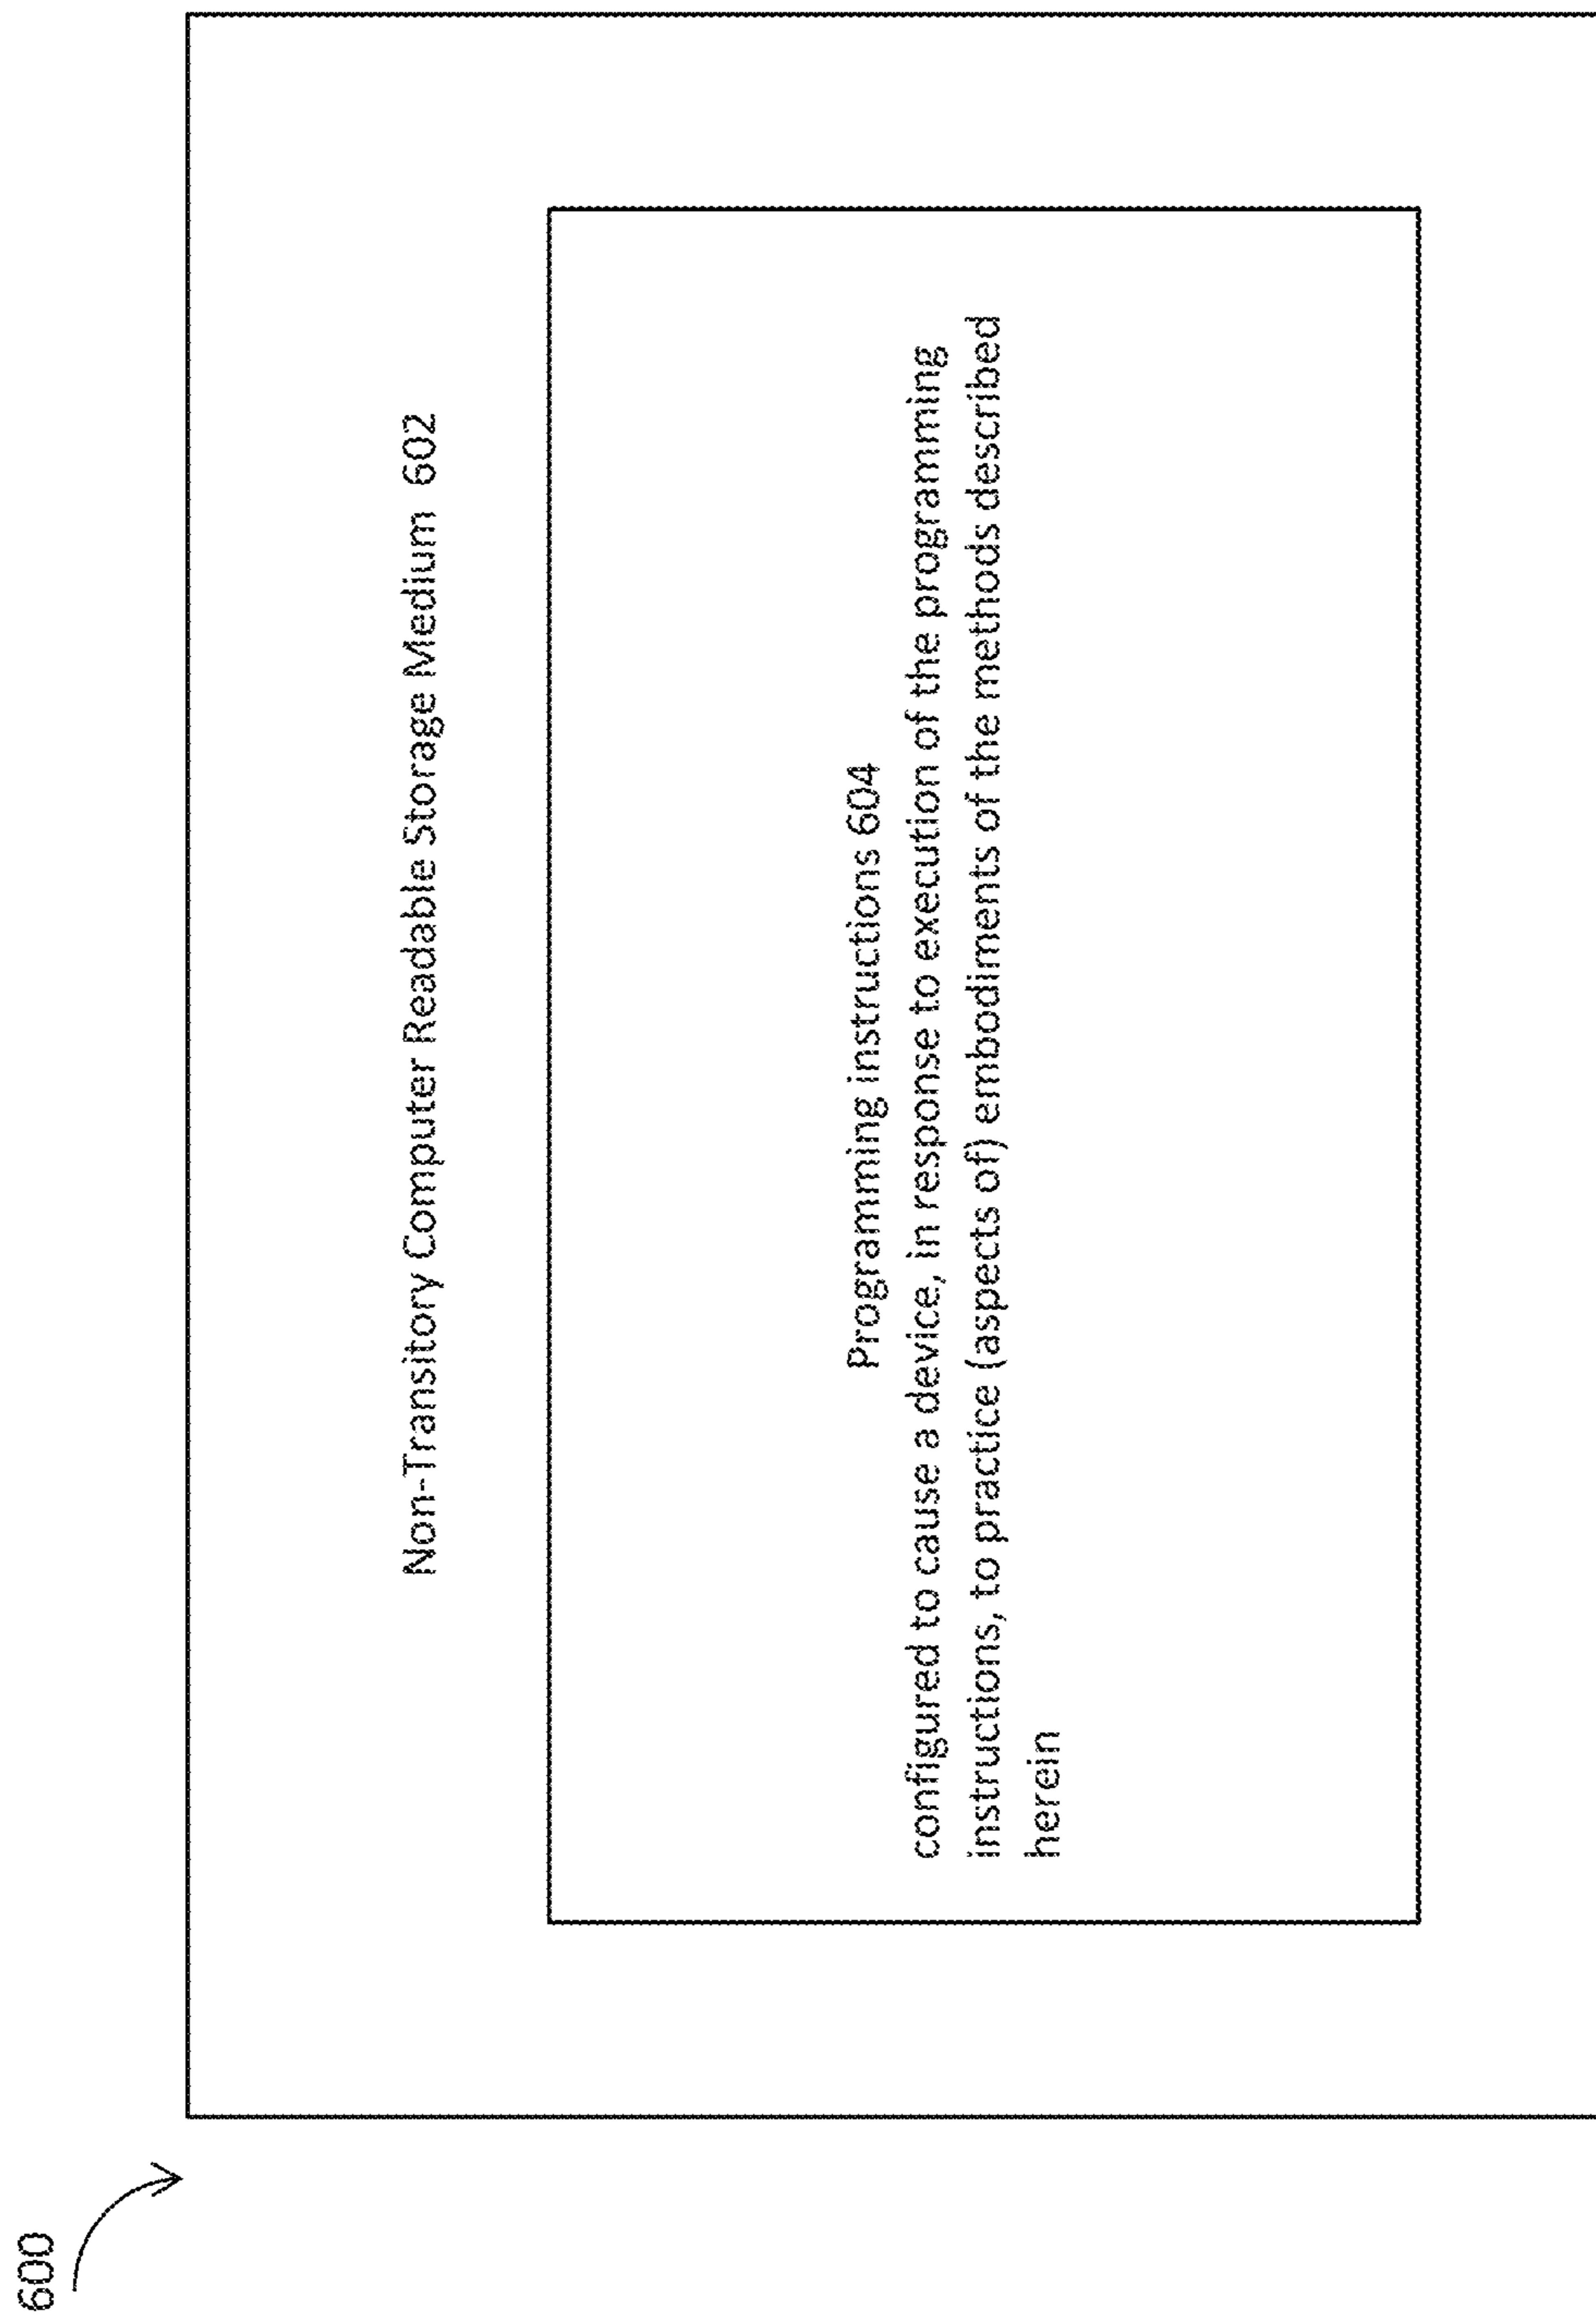 600
Non-Transitory Computer Readable Storage Medium 602
Programming instructions 604
configured to cause a device, in response to execution of the programming
instructions, to practice (aspects of) embodiments of the methods described
herein